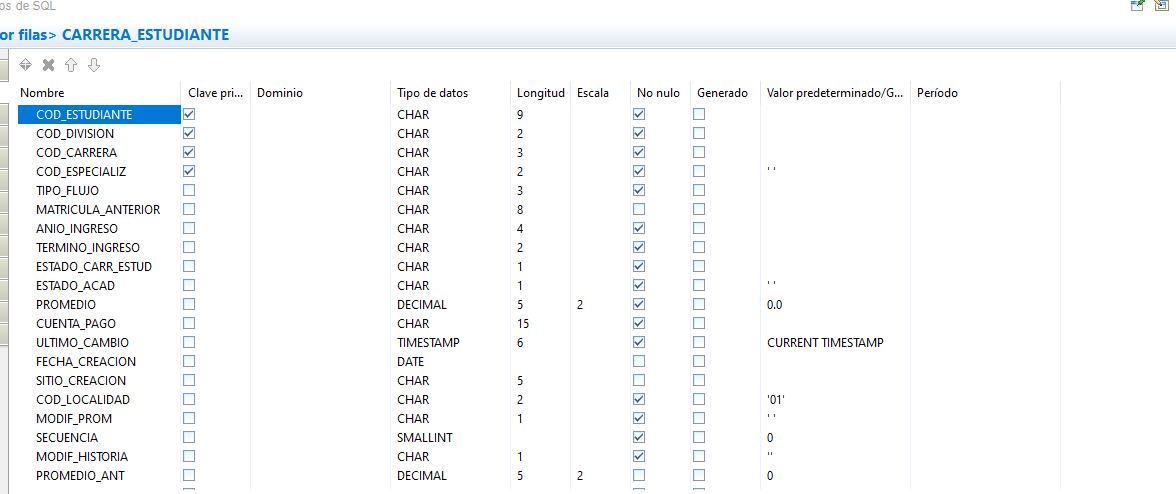 os de SQL
or filas> CARRERA_ESTUDIANTE
Nombre Clave pri... Dominio Tipo de datos Longitud Escala No nulo Generado Valor predeterminado/G... Período
COD_ESTUDIANTE CHAR 9
COD_DIVISION CHAR 2
COD_CARRERA CHAR 3
COD_ESPECIALIZ CHAR 2 ' '
TIPO_FLUJO CHAR 3
MATRICULA_ANTERIOR CHAR 8
ANIO_INGRESO CHAR 4
TERMINO_INGRESO CHAR 2
ESTADO_CARR_ESTUD CHAR 1
ESTADO_ACAD CHAR 1 ' '
PROMEDIO DECIMAL 5 2 0.0
CUENTA_PAGO CHAR 15
ULTIMO_CAMBIO TIMESTAMP 6 CURRENT TIMESTAMP
FECHA_CREACION DATE
SITIO_CREACION CHAR 5
COD_LOCALIDAD CHAR 2 '01'
MODIF_PROM CHAR 1 ' '
SECUENCIA SMALLINT 0
MODIF_HISTORIA CHAR 1 ''
PROMEDIO_ANT DECIMAL 5 2 0